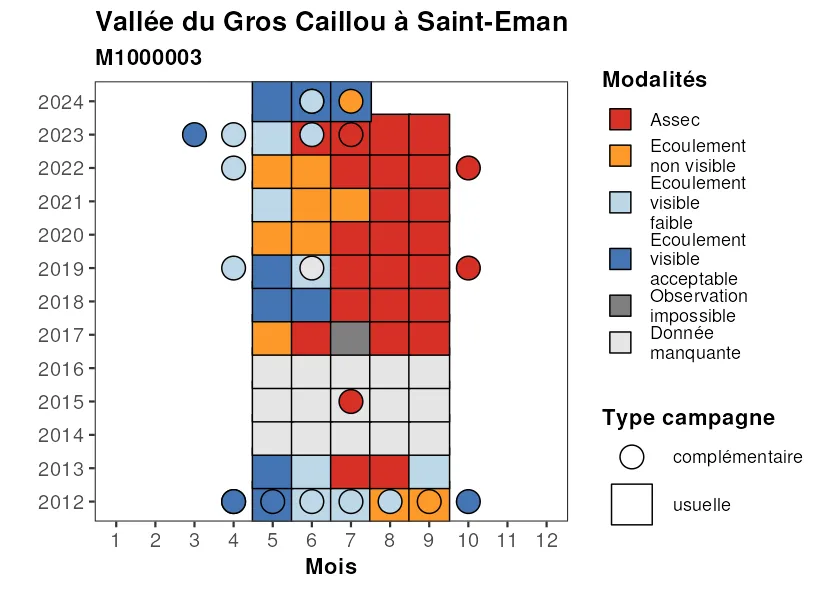 Vallée du Gros Caillou à Saint-Eman
M1000003
2024
2023
2022
2021
2020
2019
2018
2017
2016
2015
2014
2013
2012
1 2 3 4 5 6 7 8 9 10 11 12
Mois
Modalités
Assec
Ecoulement
non visible
Ecoulement
visible
faible
Ecoulement
visible
acceptable
Observation
impossible
Donnée
manquante
Type campagne
complémentaire
usuelle